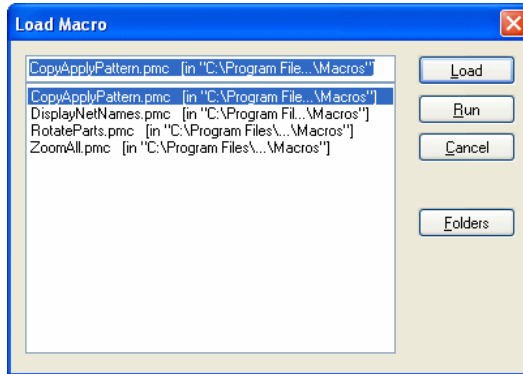 Load Macro
CopyApplyPattern.pmc [in "C:\Program File...\Macros"]
CopyApplyPattern.pmc [in "C:\Program File...\Macros"]
DisplayNetNames.pmc [in "C:\Program Fil...\Macros"]
RotateParts.pmc [in "C:\Program Files\...\Macros"]
ZoomAll.pmc [in "C:\Program Files\...\Macros"]
Load
Run
Cancel
Folders